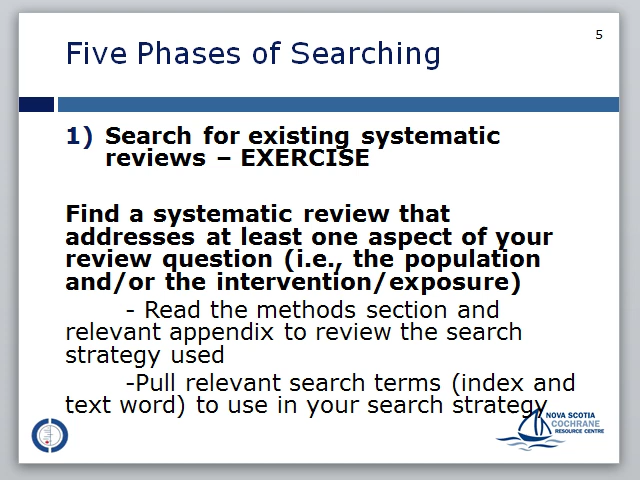 5
Five Phases of Searching
1) Search for existing systematic
reviews – EXERCISE
Find a systematic review that
addresses at least one aspect of your
review question (i.e., the population
and/or the intervention/exposure)
- Read the methods section and
relevant appendix to review the search
strategy used
-Pull relevant search terms (index and
text word) to use in your search strategy
NOVA SCOTIA
COCHRANE
RESOURCE CENTRE